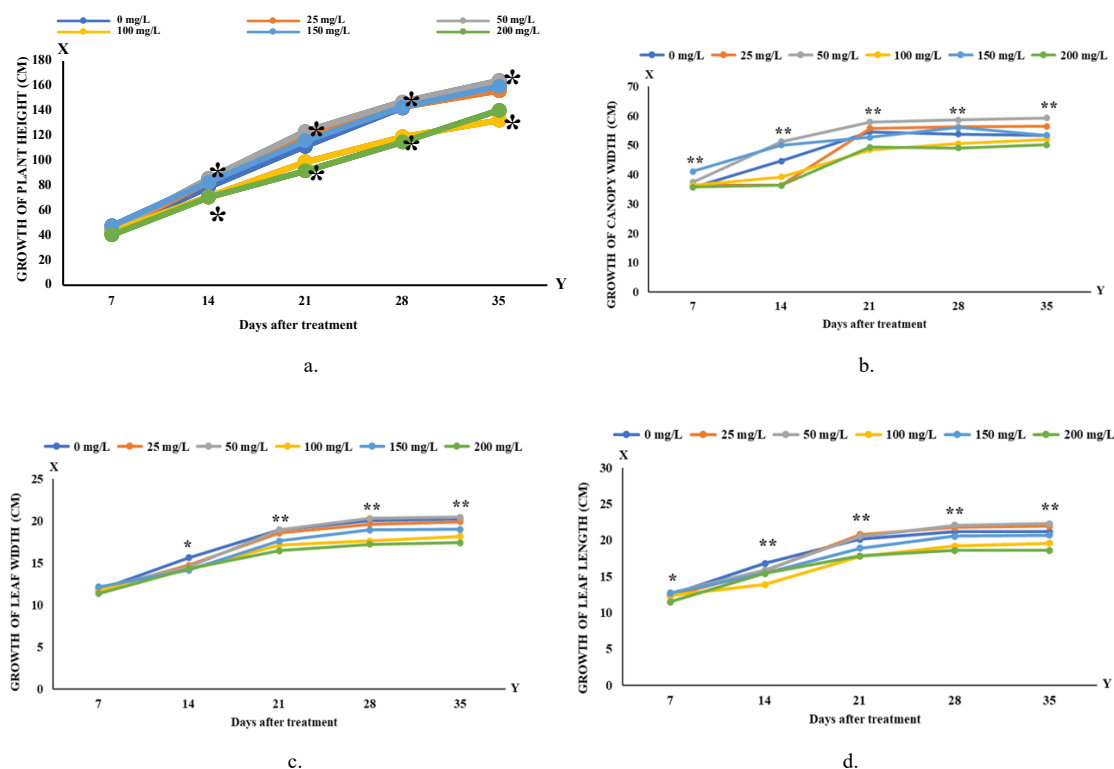 0 mg/L 25 mg/L 50 mg/L
100 mg/L 150 mg/L 200 mg/L
X
GROWTH OF PLANT HEIGHT (CM)
180
160
140
120
100
80
60
40
20
0
* * * * * * * *
Y
7 14 21 28 35
Days after treatment
a.
0 mg/L 25 mg/L 50 mg/L 100 mg/L 150 mg/L 200 mg/L
X
GROWTH OF CANOPY WIDTH (CM)
70
60
50
40
30
20
10
0
** ** ** ** **
Y
7 14 21 28 35
Days after treatment
b.
0 mg/L 25 mg/L 50 mg/L 100 mg/L 150 mg/L 200 mg/L
X
GROWTH OF LEAF WIDTH (CM)
25
20
15
10
5
0
* ** ** **
Y
7 14 21 28 35
Days after treatment
c.
0 mg/L 25 mg/L 50 mg/L 100 mg/L 150 mg/L 200 mg/L
X
GROWTH OF LEAF LENGTH (CM)
30
25
20
15
10
5
0
* ** ** ** **
Y
7 14 21 28 35
Days after treatment
d.